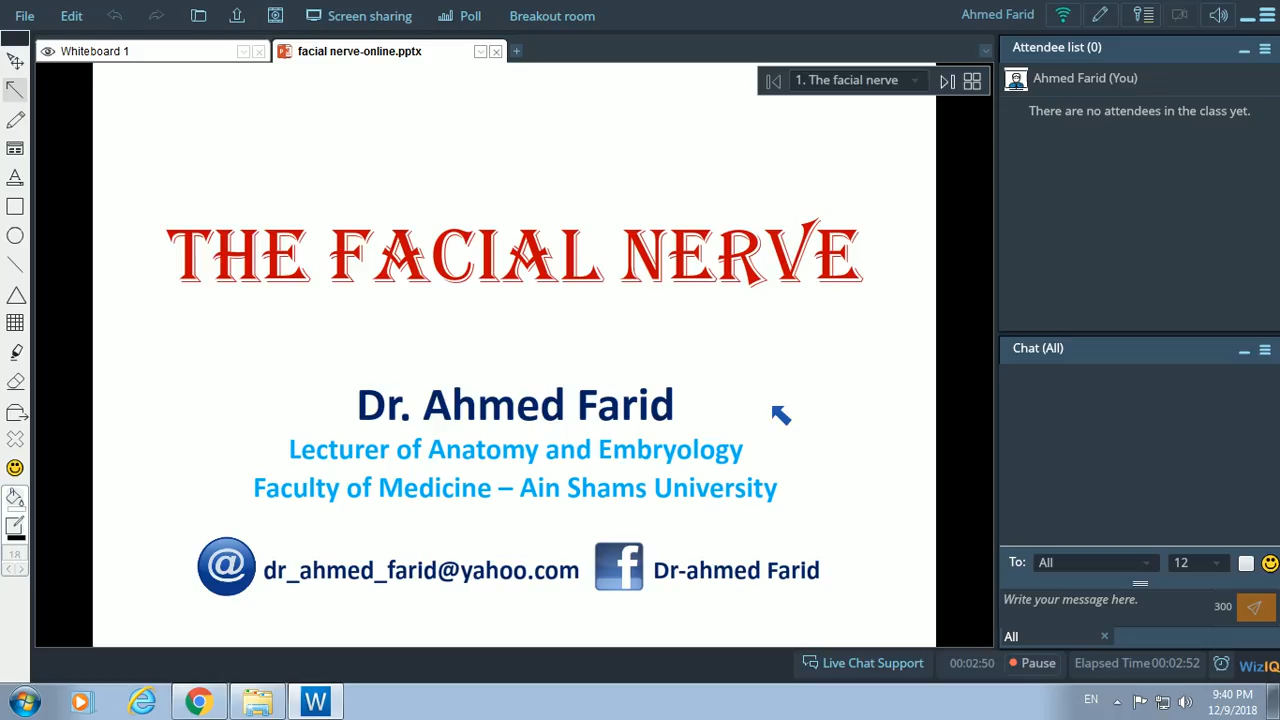 File Edit Screen sharing Poll Breakout room Ahmed Farid
Whiteboard 1 facial nerve-online.pptx
Attendee list (0)
1. The facial nerve
Ahmed Farid (You)
There are no attendees in the class yet.
THE FACIAL NERVE
Chat (All)
Dr. Ahmed Farid
Lecturer of Anatomy and Embryology
Faculty of Medicine – Ain Shams University
@ dr_ahmed_farid@yahoo.com f Dr-ahmed Farid
To: All 12
Write your message here. 300
All
18
Live Chat Support 00:02:50 Pause Elapsed Time 00:02:52 WizIQ
W EN 9:40 PM
12/9/2018